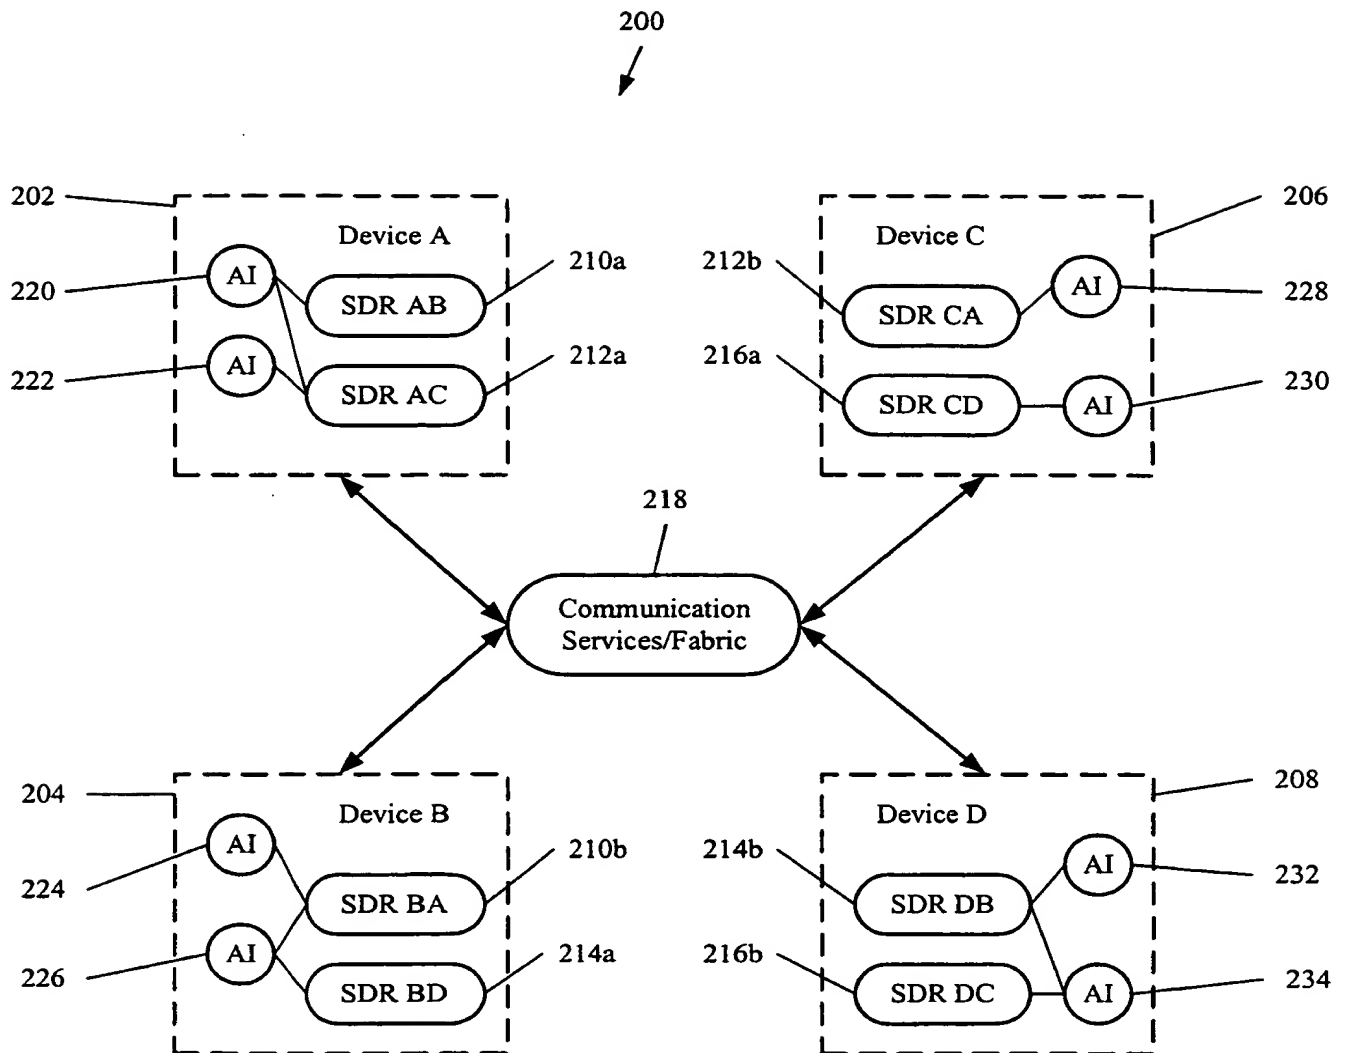 200
202
Device A
AI
220
SDR AB
210a
AI
222
SDR AC
212a
206
Device C
212b
SDR CA
AI
228
216a
SDR CD
AI
230
218
Communication
Services/Fabric
204
Device B
AI
224
SDR BA
210b
AI
226
SDR BD
214a
208
Device D
214b
SDR DB
AI
232
216b
SDR DC
AI
234